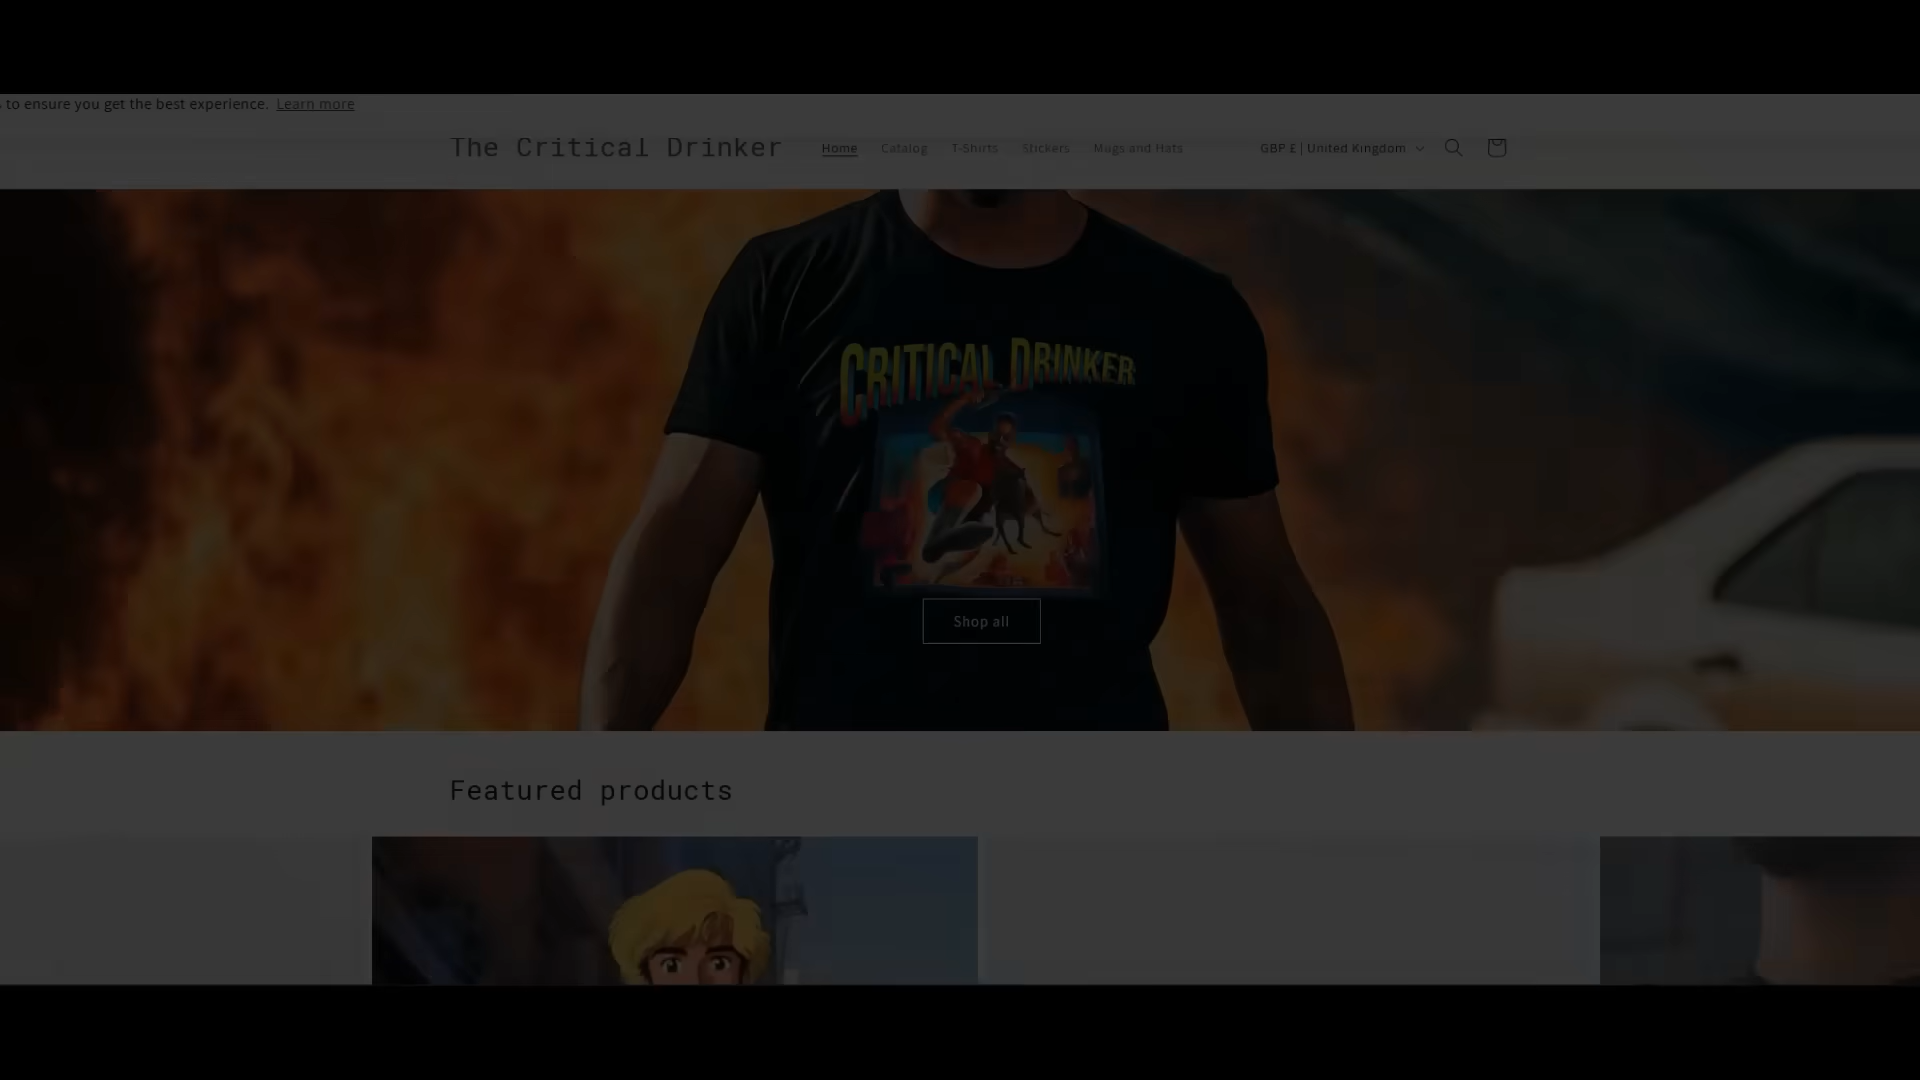 to ensure you get the best experience. Learn more
The Critical Drinker
Home
Catalog
T-Shirts
Stickers
Mugs and Hats
GBP £ | United Kingdom
CRITICAL DRINKER
Shop all
Featured products